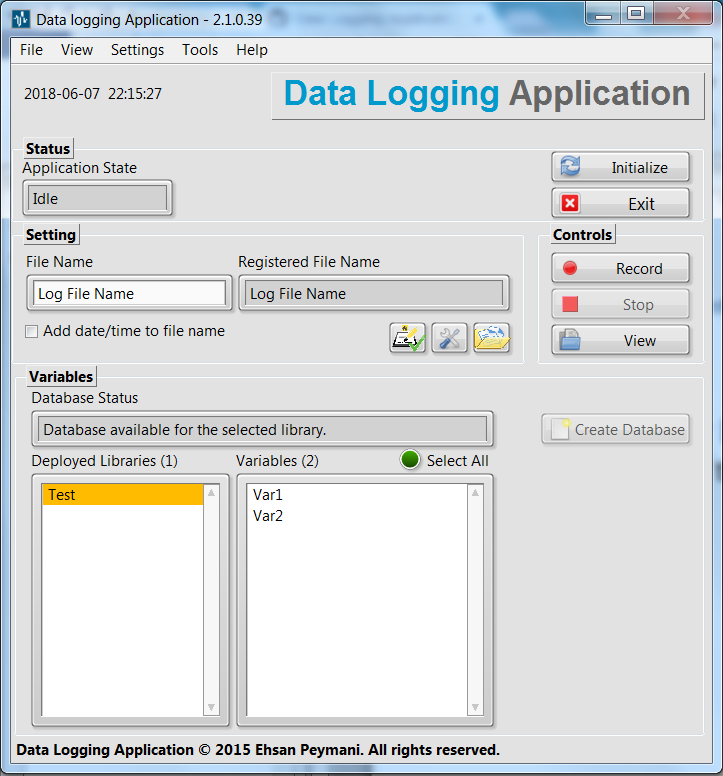 Data logging Application - 2.1.0.39
File View Settings Tools Help
2018-06-07 22:15:27
Data Logging Application
Status
Application State
Idle
Initialize
Exit
Setting
File Name
Registered File Name
Log File Name
Log File Name
Add date/time to file name
Controls
Record
Stop
View
Variables
Database Status
Database available for the selected library.
Create Database
Deployed Libraries (1)
Variables (2)
Select All
Test
Var1
Var2
Data Logging Application © 2015 Ehsan Peymani. All rights reserved.